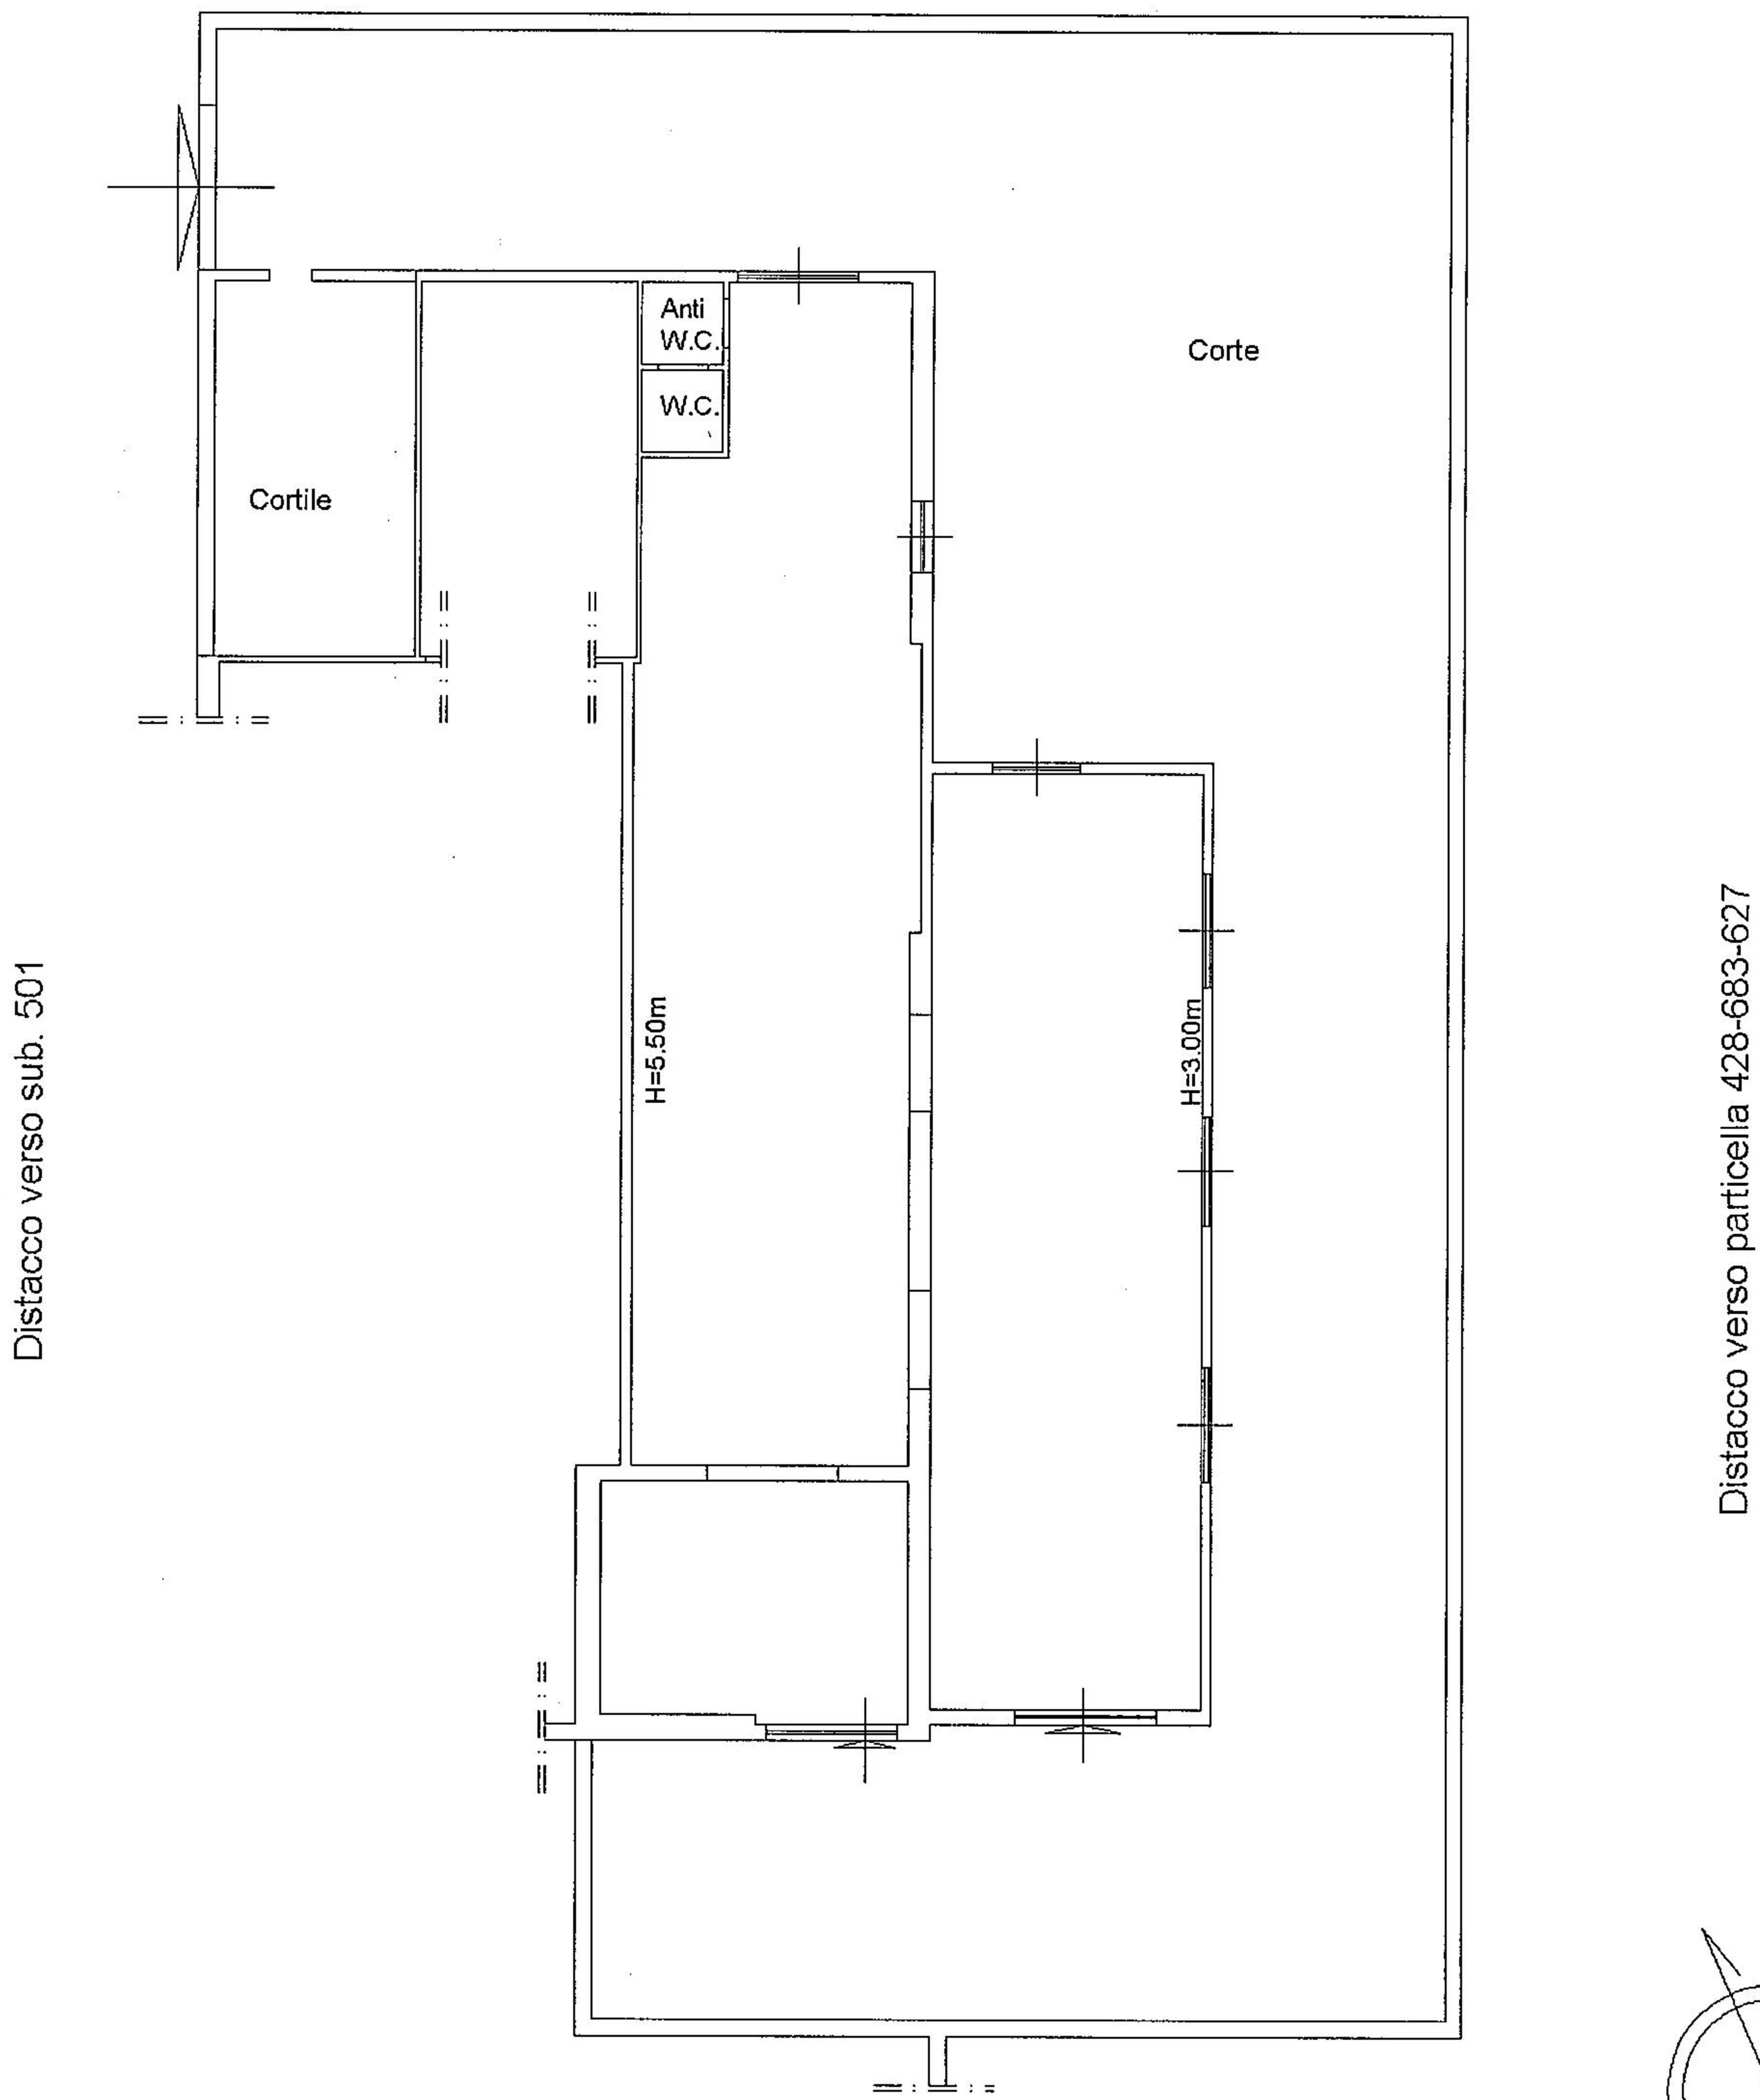 Anti
W.C.
Corte
W.C.
Cortile
Distacco verso sub. 501
H=5.50m
H=3.00m
Distacco verso particella 428-683-627